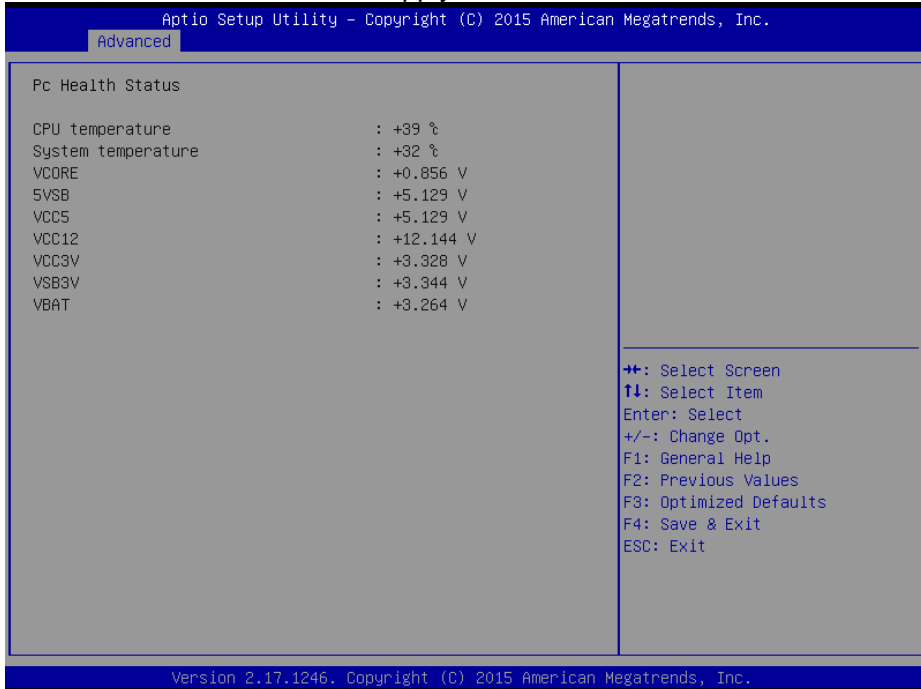 Aptio Setup Utility – Copyright (C) 2015 American Megatrends, Inc.
Advanced
Pc Health Status
CPU temperature : +39 ℃
System temperature : +32 ℃
VCORE : +0.856 V
5VSB : +5.129 V
VCC5 : +5.129 V
VCC12 : +12.144 V
VCC3V : +3.328 V
VSB3V : +3.344 V
VBAT : +3.264 V
→←: Select Screen
↑↓: Select Item
Enter: Select
+/-: Change Opt.
F1: General Help
F2: Previous Values
F3: Optimized Defaults
F4: Save & Exit
ESC: Exit
Version 2.17.1246. Copyright (C) 2015 American Megatrends, Inc.